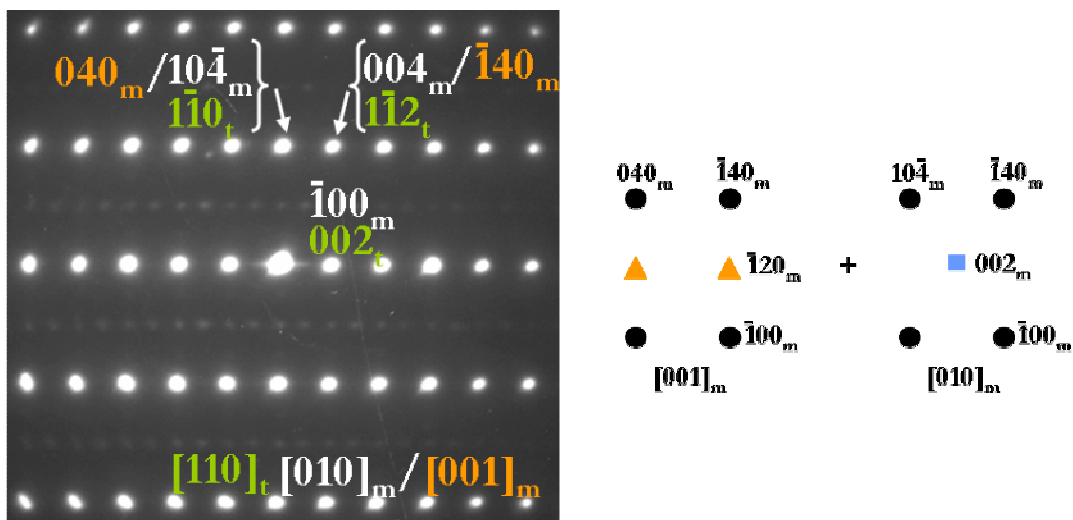 040ₘ/104̄ₘ
11̄0ₜ
004ₘ/1̄40ₘ
11̄2ₜ
1̄00ₘ
002ₜ
[110]ₜ [010]ₘ/[001]ₘ
040ₘ 1̄40ₘ
1̄20ₘ
1̄00ₘ
[001]ₘ
+
104̄ₘ 1̄40ₘ
002ₘ
1̄00ₘ
[010]ₘ